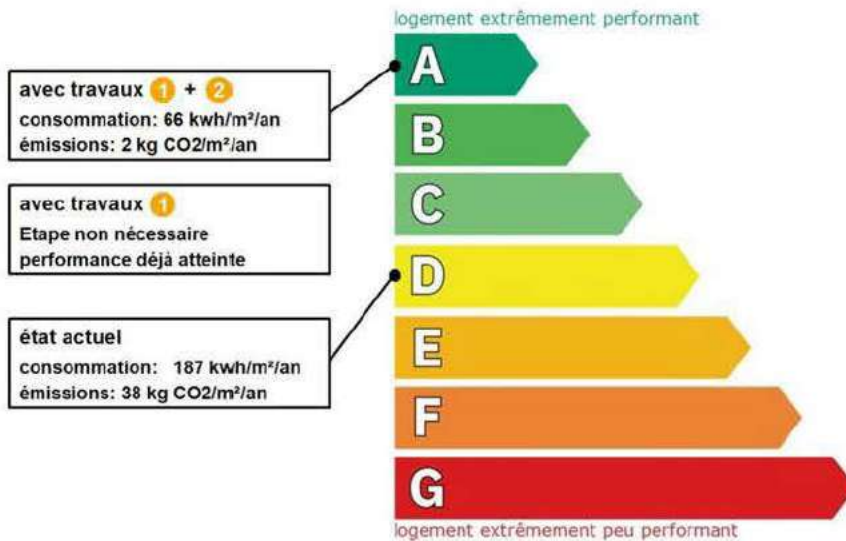 logement extrêmement performant
avec travaux 1 + 2
consommation: 66 kwh/m²/an
émissions: 2 kg CO2/m²/an
avec travaux 1
Etape non nécessaire
performance déjà atteinte
état actuel
consommation: 187 kwh/m²/an
émissions: 38 kg CO2/m²/an
A
B
C
D
E
F
G
logement extrêmement peu performant